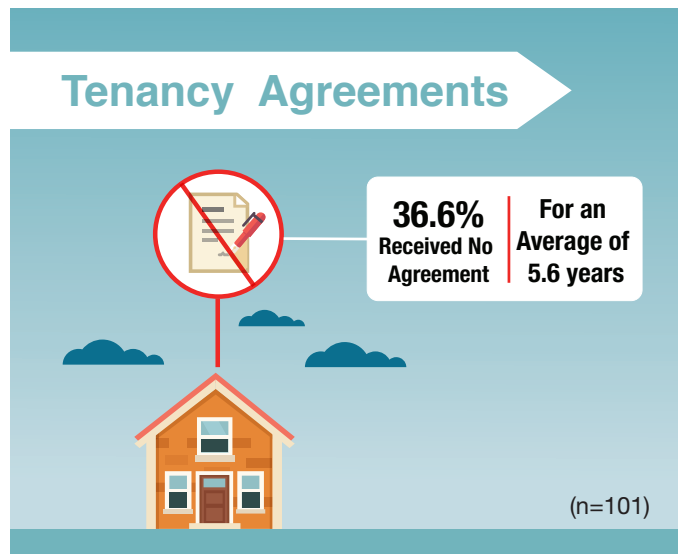 Tenancy Agreements
36.6%
Received No
Agreement
For an
Average of
5.6 years
(n=101)